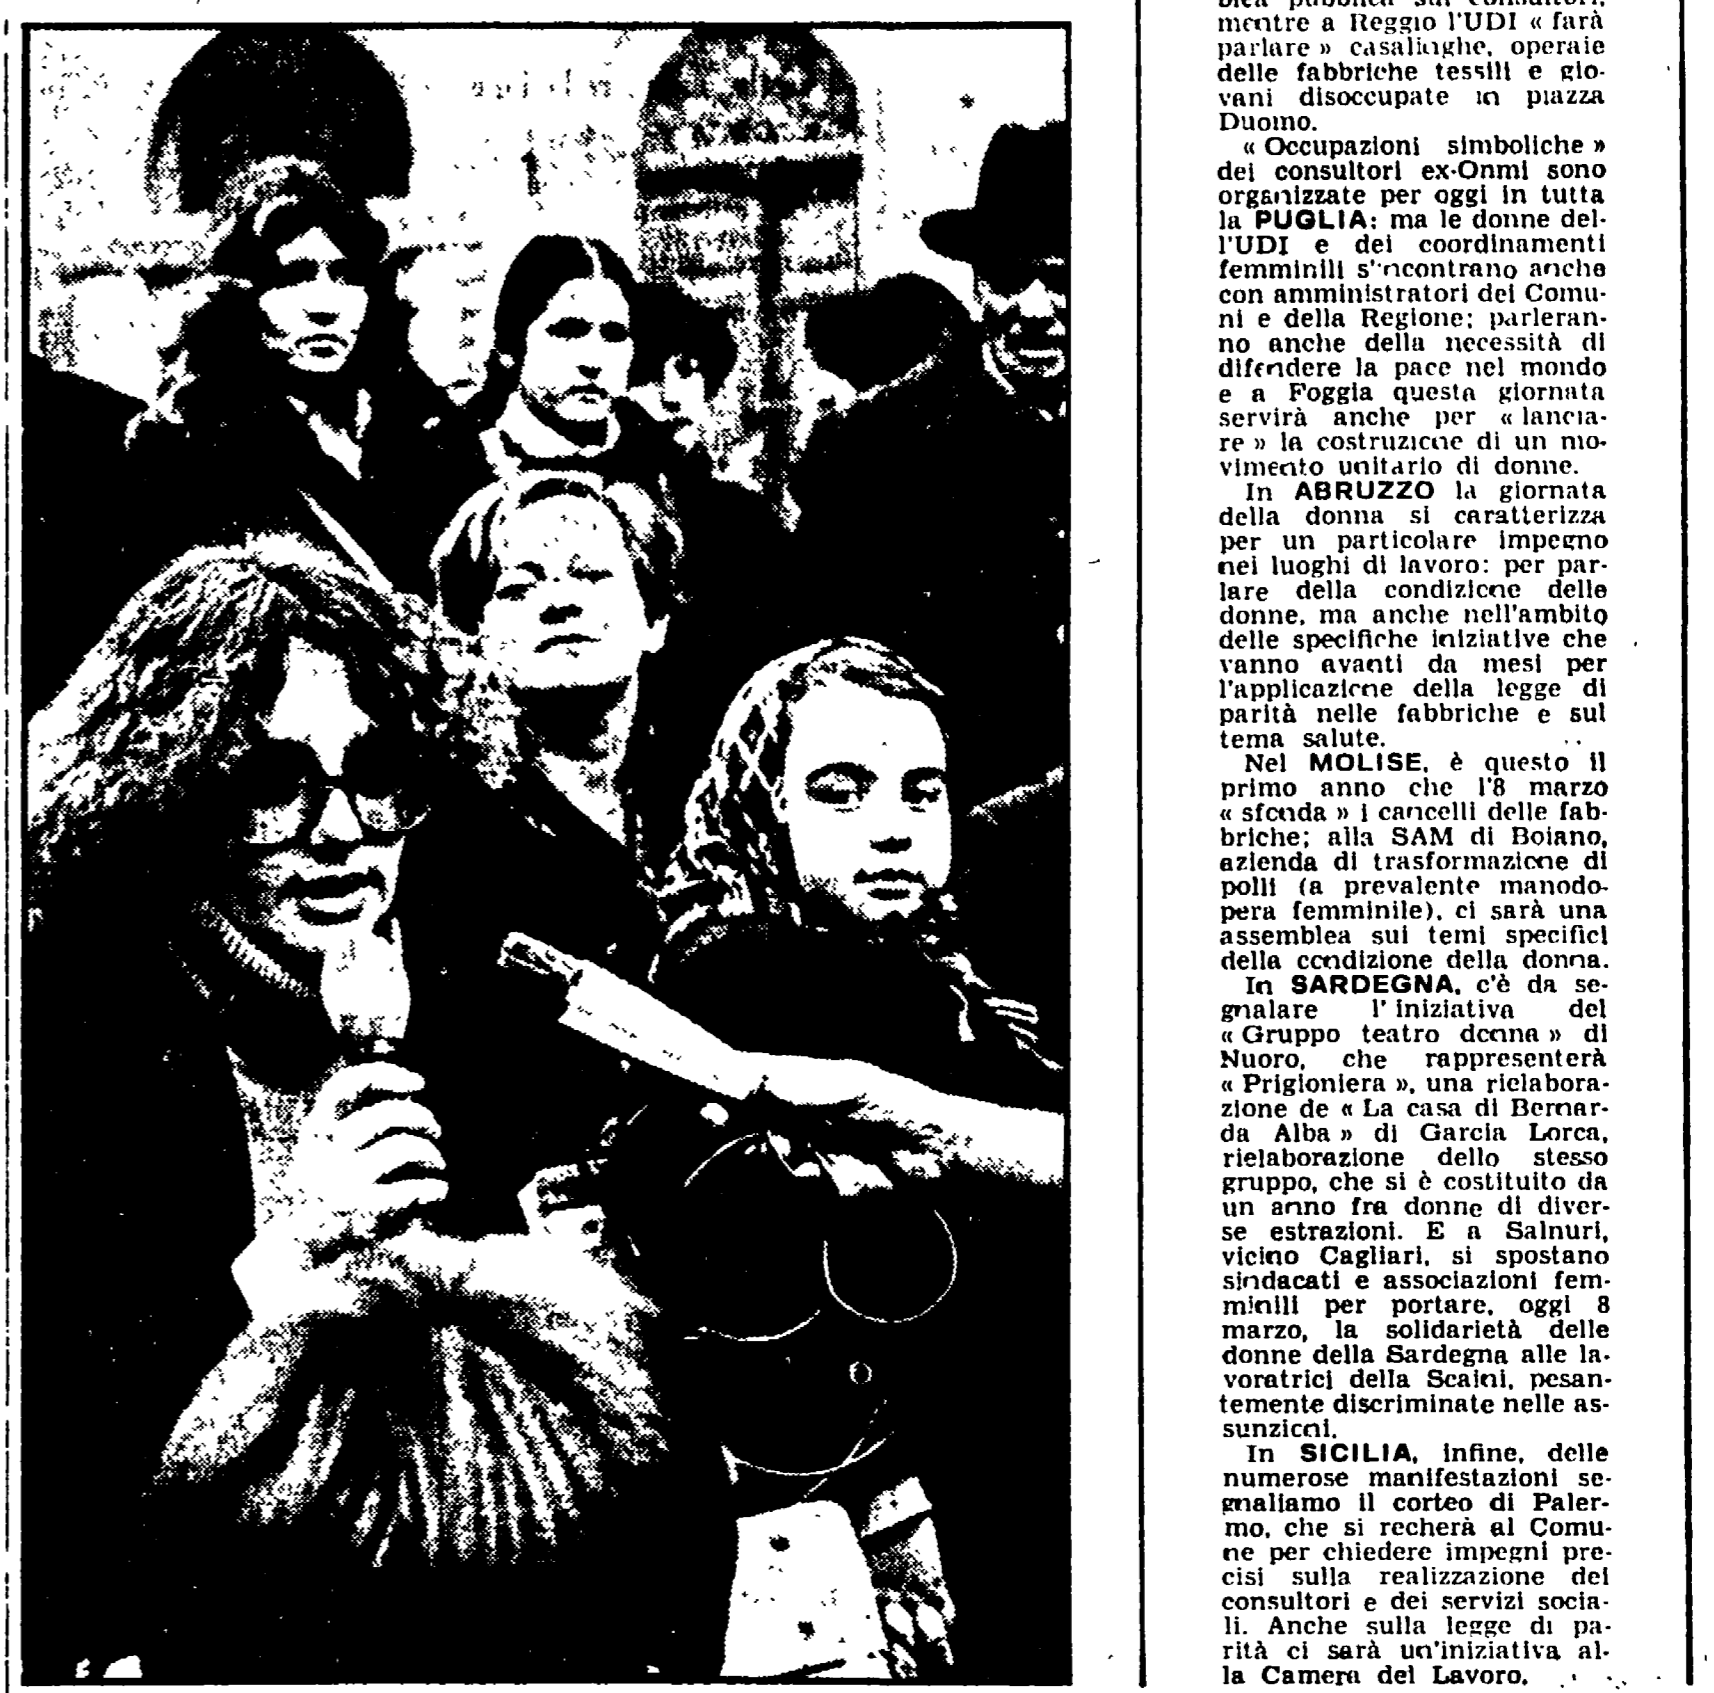 blea pubblica sui consultori,
mentre a Reggio l'UDI « farà
parlare » casalinghe, operaie
delle fabbriche tessili e gio-
vani disoccupate in piazza
Duomo.
« Occupazioni simboliche »
dei consultori ex-Onmi sono
organizzate per oggi in tutta
la PUGLIA: ma le donne del-
l'UDI e dei coordinamenti
femminili s'incontrano anche
con amministratori dei Comu-
ni e della Regione; parleran-
no anche della necessità di
difendere la pace nel mondo
e a Foggia questa giornata
servirà anche per « lancia-
re » la costruzione di un mo-
vimento unitario di donne.
In ABRUZZO la giornata
della donna si caratterizza
per un particolare impegno
nei luoghi di lavoro: per par-
lare della condizione delle
donne, ma anche nell'ambito
delle specifiche iniziative che
vanno avanti da mesi per
l'applicazione della legge di
parità nelle fabbriche e sul
tema salute.
Nel MOLISE, è questo il
primo anno che l'8 marzo
« sfonda » i cancelli delle fab-
briche; alla SAM di Boiano,
azienda di trasformazione di
polli (a prevalente manodo-
pera femminile), ci sarà una
assemblea sui temi specifici
della condizione della donna.
In SARDEGNA, c'è da se-
gnalare l'iniziativa del
« Gruppo teatro donna » di
Nuoro, che rappresenterà
« Prigioniera », una rielabora-
zione de « La casa di Bernar-
da Alba » di Garcia Lorca,
rielaborazione dello stesso
gruppo, che si è costituito da
un anno fra donne di diver-
se estrazioni. E a Salnuri,
vicino Cagliari, si spostano
sindacati e associazioni fem-
minili per portare, oggi 8
marzo, la solidarietà delle
donne della Sardegna alle la-
voratrici della Scaini, pesan-
temente discriminate nelle as-
sunzioni.
In SICILIA, infine, delle
numerose manifestazioni se-
gnaliamo il corteo di Paler-
mo, che si recherà al Comu-
ne per chiedere impegni pre-
cisi sulla realizzazione dei
consultori e dei servizi socia-
li. Anche sulla legge di pa-
rità ci sarà un'iniziativa al-
la Camera del Lavoro.